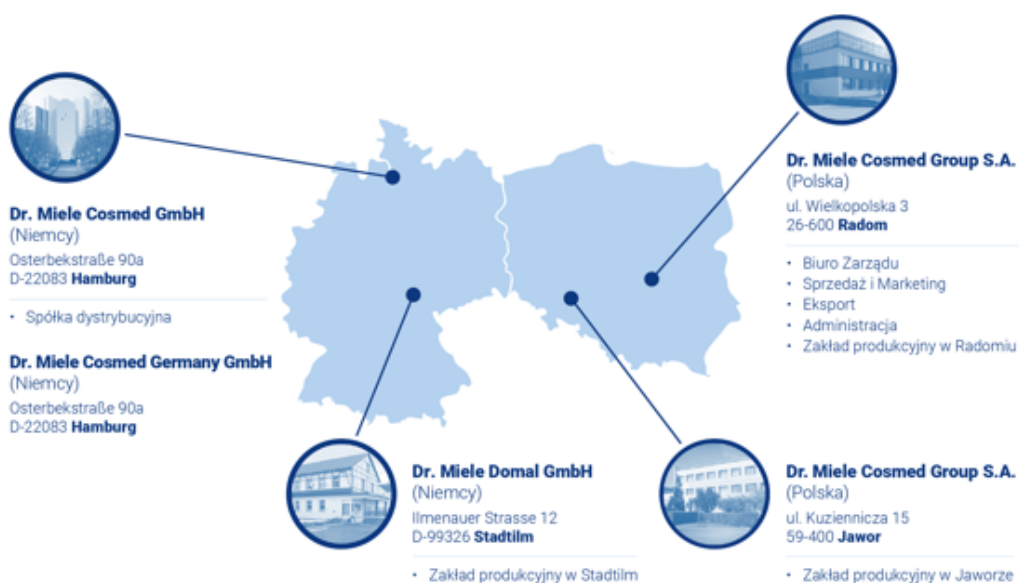 Dr. Miele Cosmed GmbH
(Niemcy)
Osterbekstraße 90a
D-22083 Hamburg
• Spółka dystrybucyjna
Dr. Miele Cosmed Germany GmbH
(Niemcy)
Osterbekstraße 90a
D-22083 Hamburg
Dr. Miele Domal GmbH
(Niemcy)
Ilmenauer Strasse 12
D-99326 Stadtilm
• Zakład produkcyjny w Stadtilm
Dr. Miele Cosmed Group S.A.
(Polska)
ul. Wielkopolska 3
26-600 Radom
• Biuro Zarządu
• Sprzedaż i Marketing
• Eksport
• Administracja
• Zakład produkcyjny w Radomiu
Dr. Miele Cosmed Group S.A.
(Polska)
ul. Kuziennicza 15
59-400 Jawor
• Zakład produkcyjny w Jaworze